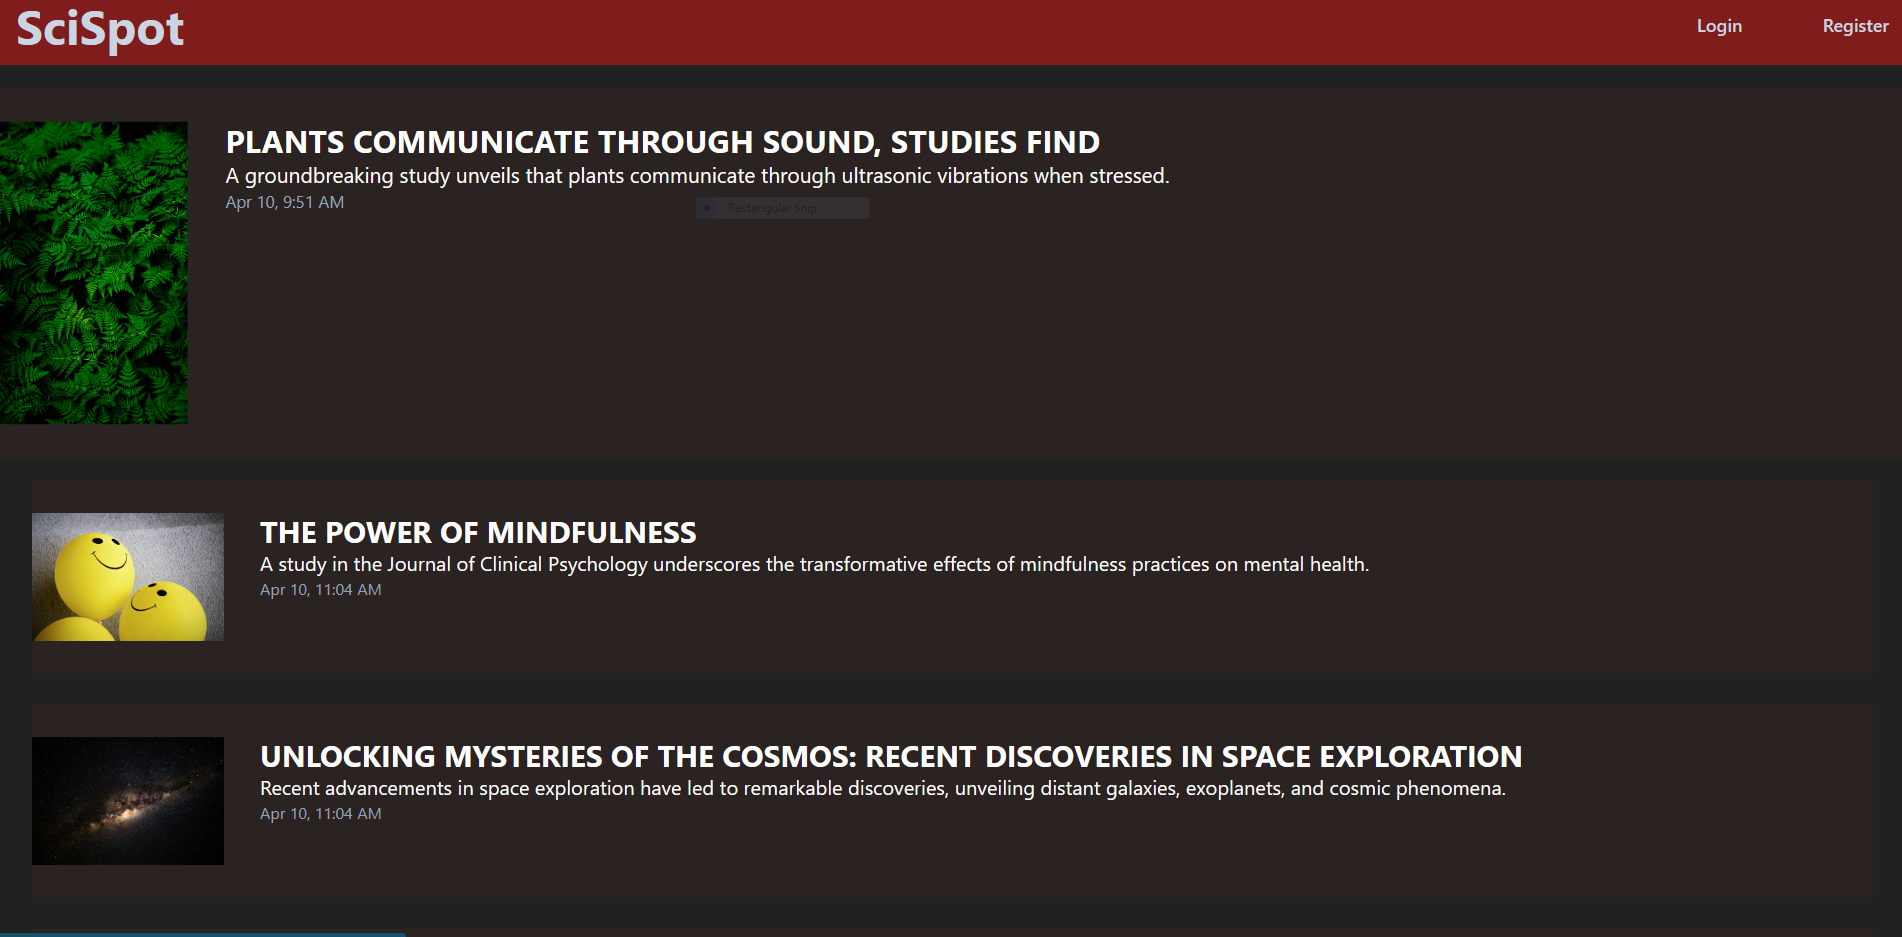 SciSpot
Login
Register
PLANTS COMMUNICATE THROUGH SOUND, STUDIES FIND
A groundbreaking study unveils that plants communicate through ultrasonic vibrations when stressed.
Apr 10, 9:51 AM
Rectangular Snip
THE POWER OF MINDFULNESS
A study in the Journal of Clinical Psychology underscores the transformative effects of mindfulness practices on mental health.
Apr 10, 11:04 AM
UNLOCKING MYSTERIES OF THE COSMOS: RECENT DISCOVERIES IN SPACE EXPLORATION
Recent advancements in space exploration have led to remarkable discoveries, unveiling distant galaxies, exoplanets, and cosmic phenomena.
Apr 10, 11:04 AM